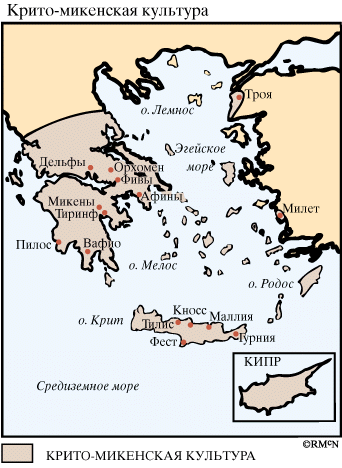 Крито-микенская культура
Троя
о. Лемнос
Эгейское
море
Дельфы
Орхомен
Фивы
Афины
Микены
Тиринф
Милет
Пилос
Вафио
о. Мелос
о. Родос
о. Крит
Кносс
Маллия
Тилис
Гурния
Фест
КИПР
Средиземное море
©RMcN
КРИТО-МИКЕНСКАЯ КУЛЬТУРА